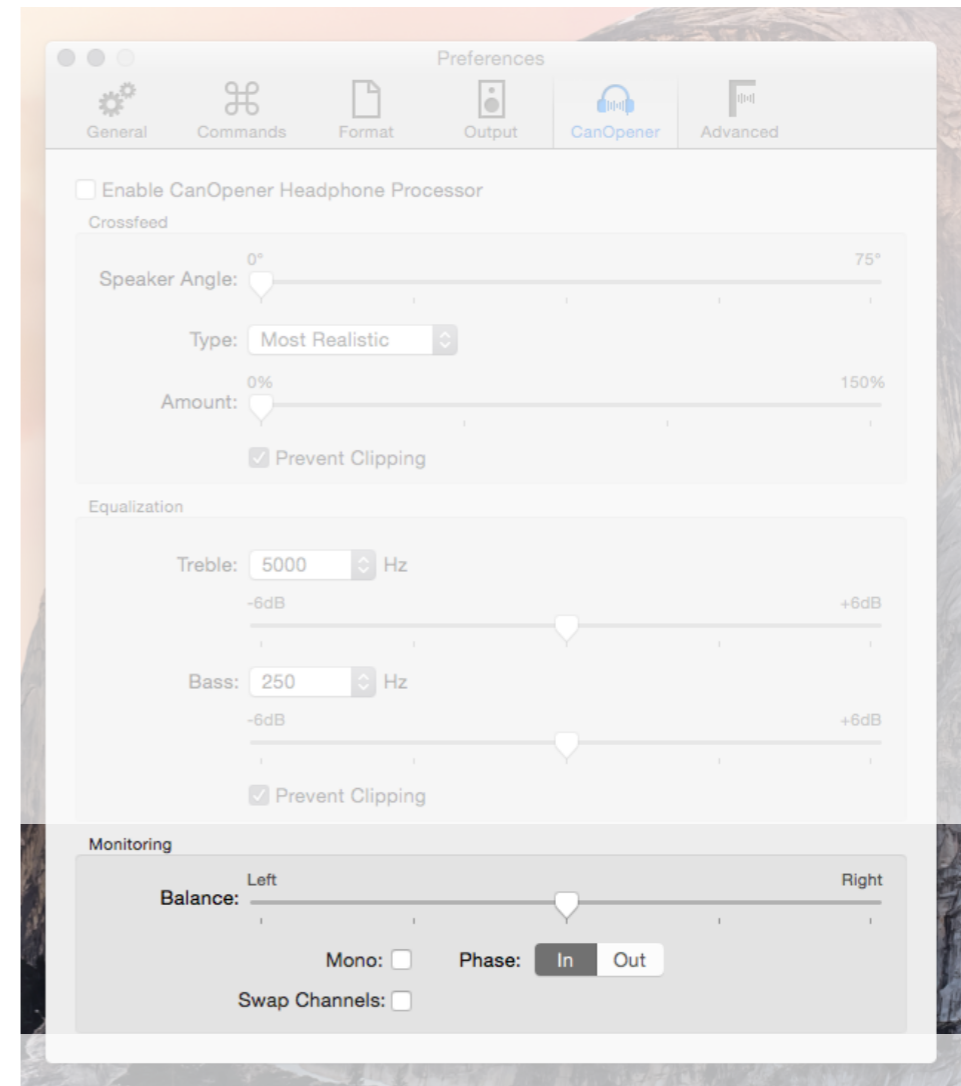 Preferences
General Commands Format Output CanOpener Advanced
Enable CanOpener Headphone Processor
Crossfeed
0° 75°
Speaker Angle:
Type: Most Realistic
0% 150%
Amount:
Prevent Clipping
Equalization
Treble: 5000 Hz
-6dB +6dB
Bass: 250 Hz
-6dB +6dB
Prevent Clipping
Monitoring
Left Right
Balance:
Mono: Phase: In Out
Swap Channels: